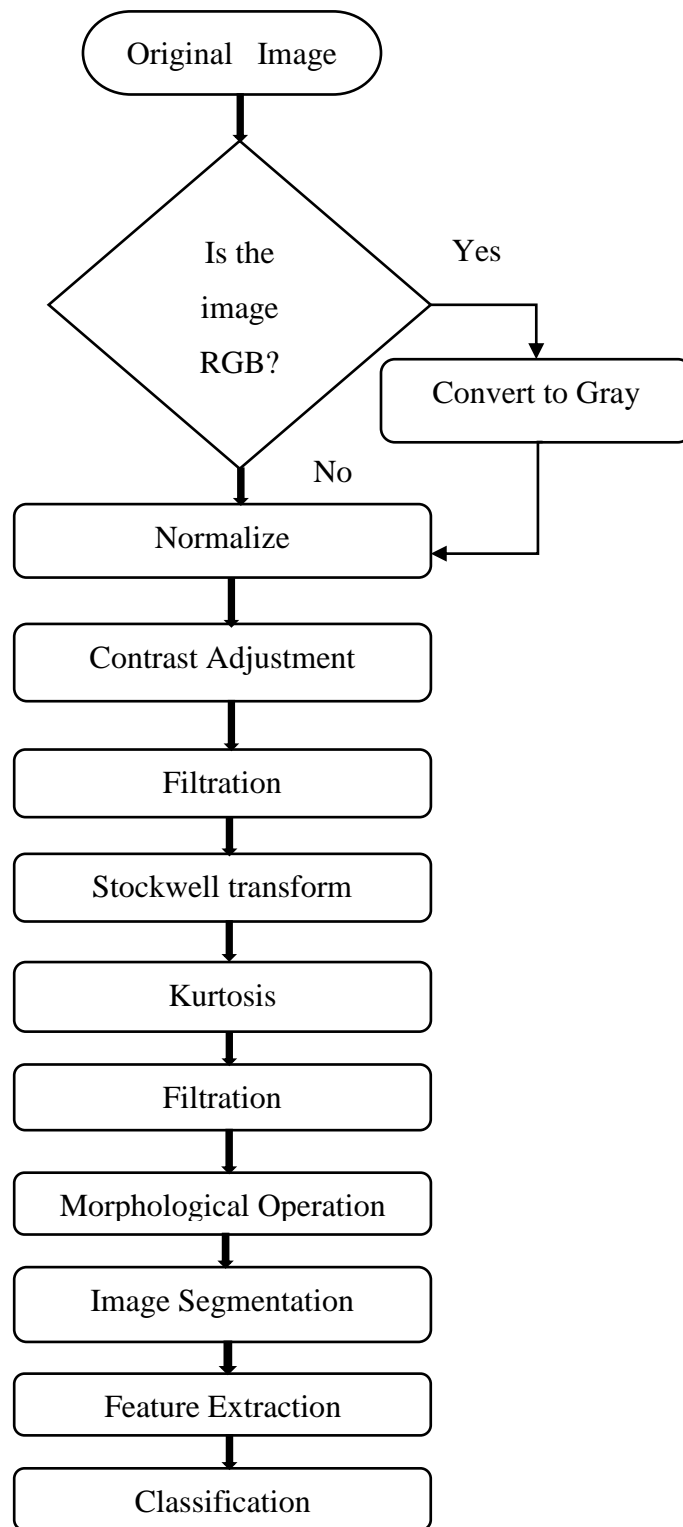 Original Image
Is the
image
RGB?
Yes
Convert to Gray
No
Normalize
Contrast Adjustment
Filtration
Stockwell transform
Kurtosis
Filtration
Morphological Operation
Image Segmentation
Feature Extraction
Classification